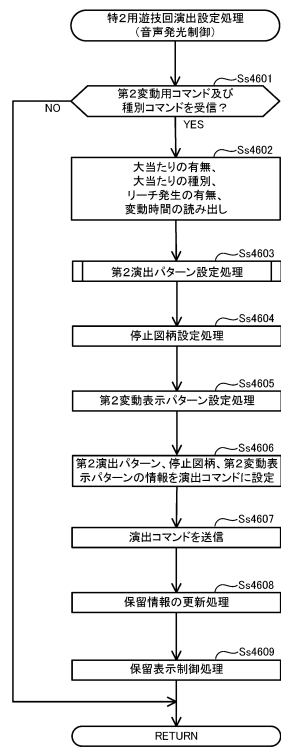 特2用遊技回演出設定処理
(音声発光制御)
Ss4601
第2変動用コマンド及び
種別コマンドを受信?
NO
YES
Ss4602
大当たりの有無、
大当たりの種別、
リーチ発生の有無、
変動時間の読み出し
Ss4603
第2演出パターン設定処理
Ss4604
停止図柄設定処理
Ss4605
第2変動表示パターン設定処理
Ss4606
第2演出パターン、停止図柄、第2変動表
示パターンの情報を演出コマンドに設定
Ss4607
演出コマンドを送信
Ss4608
保留情報の更新処理
Ss4609
保留表示制御処理
RETURN